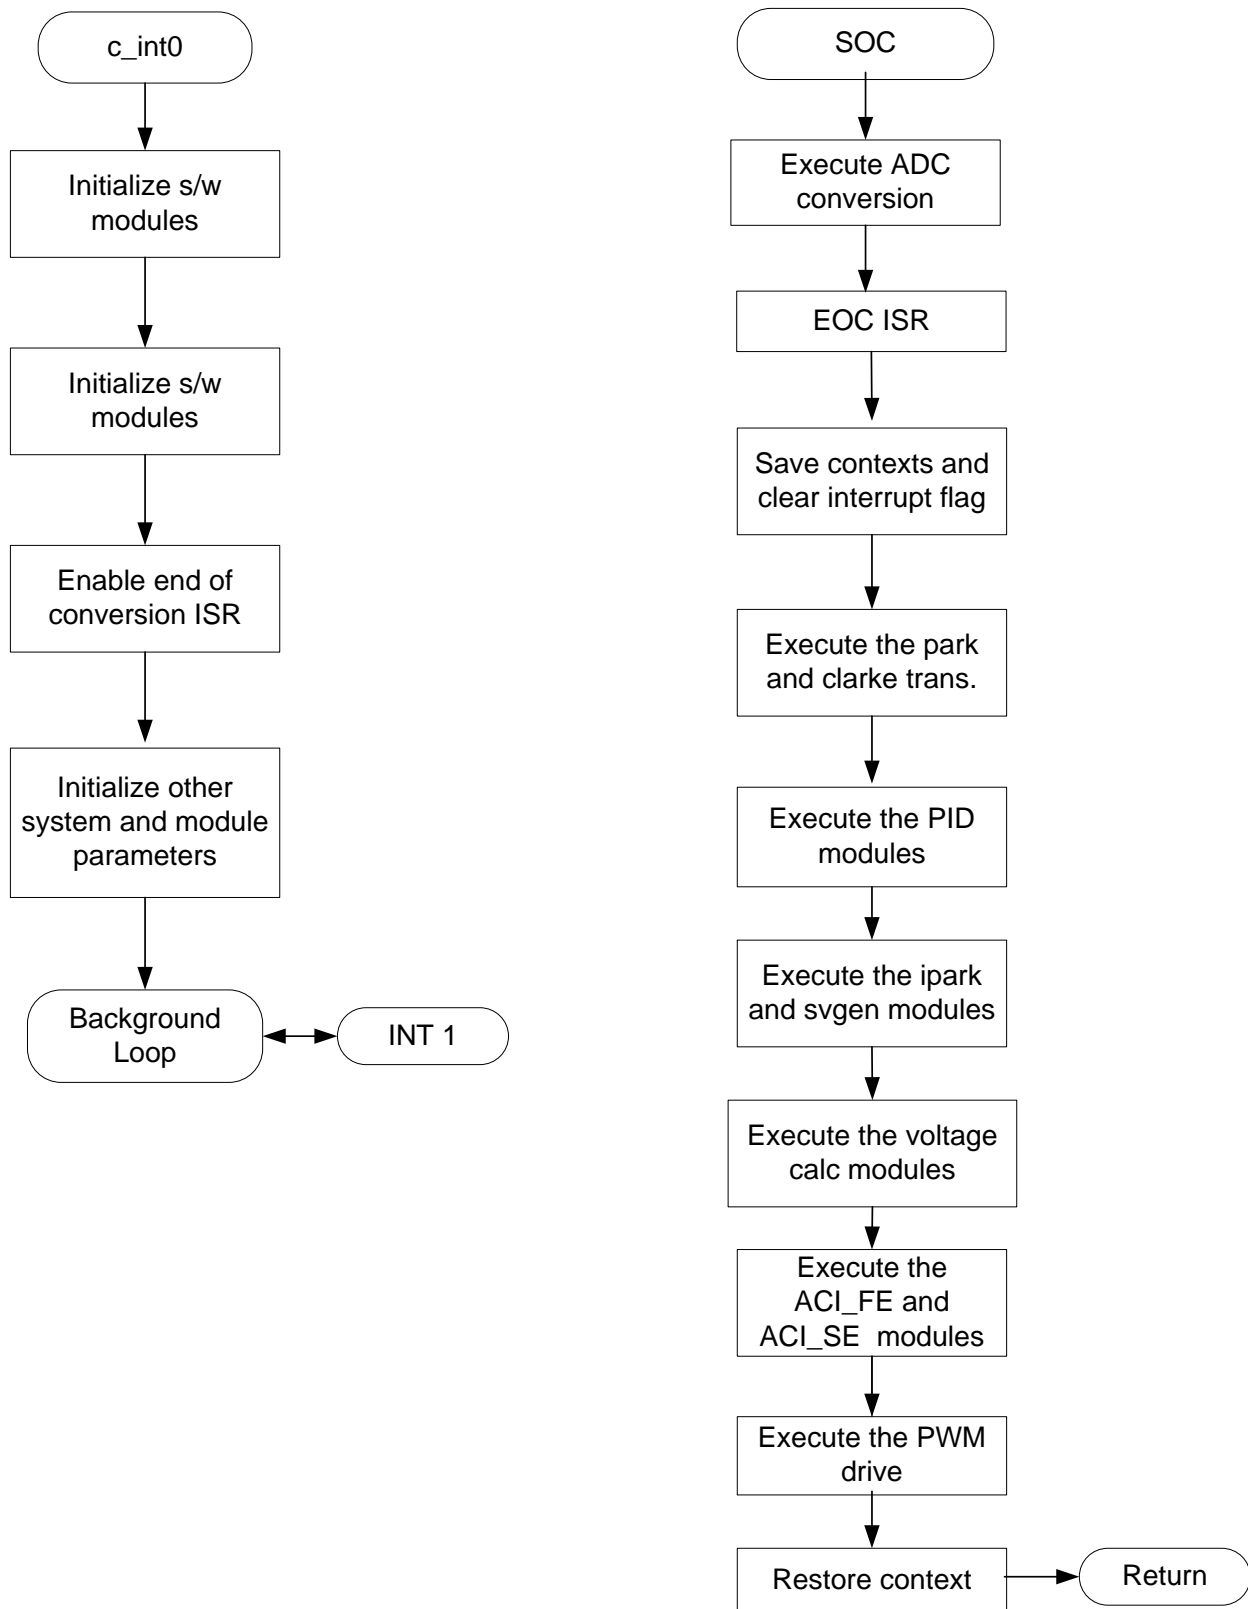 c_int0
Initialize s/w
modules
Initialize s/w
modules
Enable end of
conversion ISR
Initialize other
system and module
parameters
Background
Loop
INT 1
SOC
Execute ADC
conversion
EOC ISR
Save contexts and
clear interrupt flag
Execute the park
and clarke trans.
Execute the PID
modules
Execute the ipark
and svgen modules
Execute the voltage
calc modules
Execute the
ACI_FE and
ACI_SE modules
Execute the PWM
drive
Restore context
Return